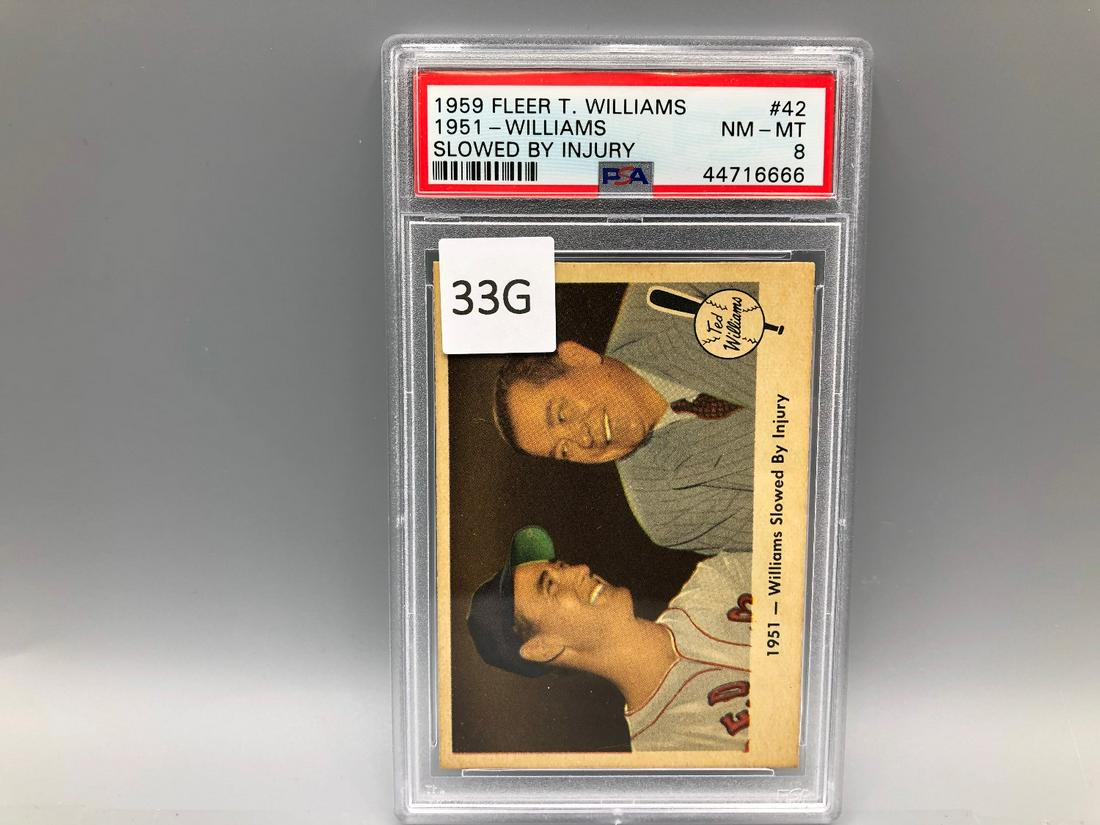 1959 FLEER T. WILLIAMS #42
1951 – WILLIAMS NM – MT
SLOWED BY INJURY 8
PSA 44716666
33G
Ted Williams
1951 — Williams Slowed By Injury
RED